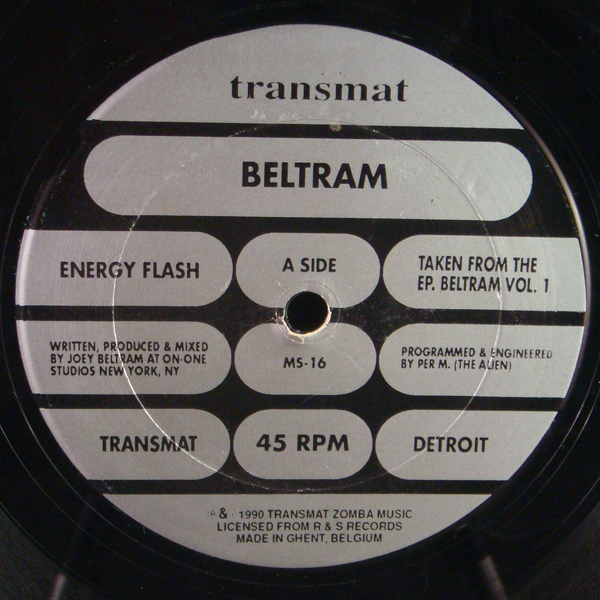 transmat
BELTRAM
ENERGY FLASH
A SIDE
TAKEN FROM THE
EP. BELTRAM VOL. 1
WRITTEN, PRODUCED & MIXED
BY JOEY BELTRAM AT ON-ONE
STUDIOS NEW YORK, NY
MS-16
PROGRAMMED & ENGINEERED
BY PER M. (THE ALIEN)
TRANSMAT
45 RPM
DETROIT
& 1990 TRANSMAT ZOMBA MUSIC
LICENSED FROM R & S RECORDS
MADE IN GHENT, BELGIUM